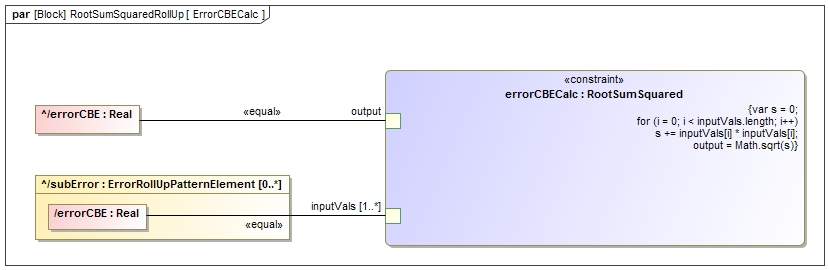 par [Block] RootSumSquaredRollUp [ ErrorCBECalc ]
«constraint»
errorCBECalc : RootSumSquared
{var s = 0;
for (i = 0; i < inputVals.length; i++)
s += inputVals[i] * inputVals[i];
output = Math.sqrt(s)}
^/errorCBE : Real
«equal»
output
^/subError : ErrorRollUpPatternElement [0..*]
/errorCBE : Real
«equal»
inputVals [1..*]